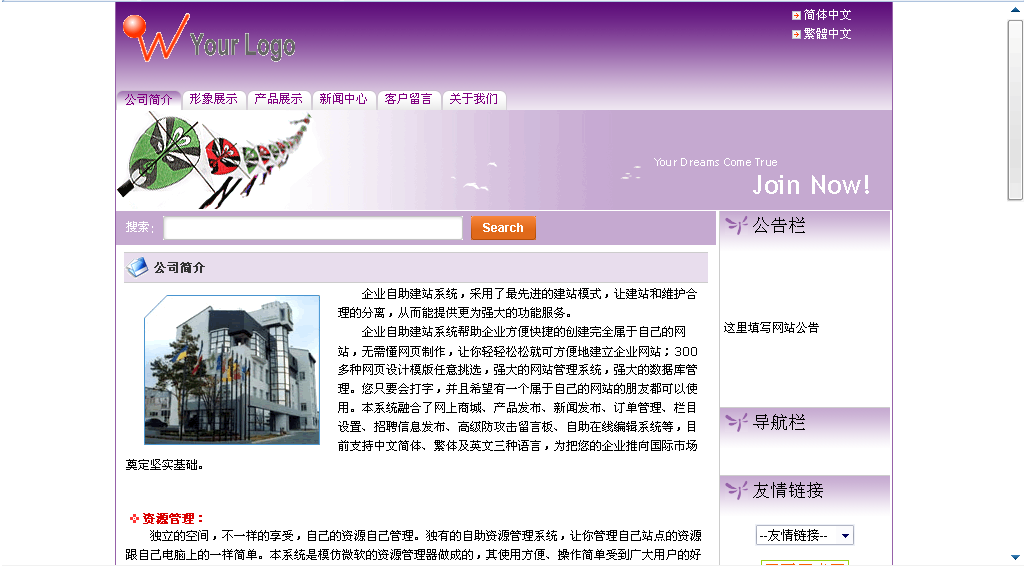 Your Logo
简体中文
繁體中文
公司简介 形象展示 产品展示 新闻中心 客户留言 关于我们
Your Dreams Come True
Join Now!
搜索： Search
公司简介
企业自助建站系统，采用了最先进的建站模式，让建站和维护合
理的分离，从而能提供更为强大的功能服务。
企业自助建站系统帮助企业方便快捷的创建完全属于自己的网
站，无需懂网页制作，让你轻轻松松就可方便地建立企业网站；300
多种网页设计模版任意挑选，强大的网站管理系统，强大的数据库管
理。您只要会打字，并且希望有一个属于自己的网站的朋友都可以使
用。本系统融合了网上商城、产品发布、新闻发布、订单管理、栏目
设置、招聘信息发布、高级防攻击留言板、自助在线编辑系统等，目
前支持中文简体、繁体及英文三种语言，为把您的企业推向国际市场
奠定坚实基础。
资源管理：
独立的空间，不一样的享受，自己的资源自己管理。独有的自助资源管理系统，让你管理自己站点的资源
跟自己电脑上的一样简单。本系统是模仿微软的资源管理器做成的，其使用方便、操作简单受到广大用户的好
公告栏
这里填写网站公告
导航栏
友情链接
--友情链接--